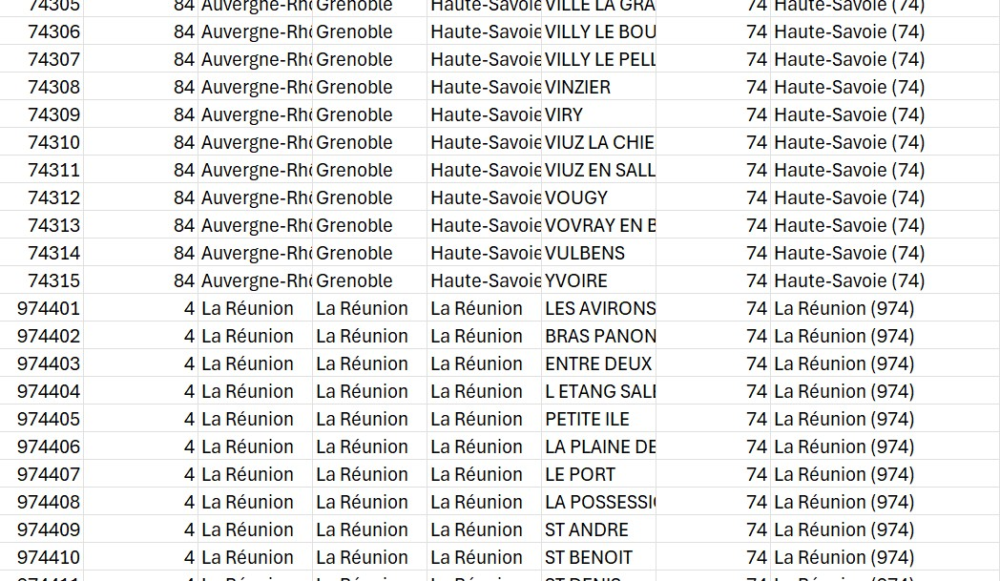 74305 84 Auvergne-Rhô Grenoble Haute-Savoie VILLE LA GRA 74 Haute-Savoie (74)
74306 84 Auvergne-Rhô Grenoble Haute-Savoie VILLY LE BOU 74 Haute-Savoie (74)
74307 84 Auvergne-Rhô Grenoble Haute-Savoie VILLY LE PELL 74 Haute-Savoie (74)
74308 84 Auvergne-Rhô Grenoble Haute-Savoie VINZIER 74 Haute-Savoie (74)
74309 84 Auvergne-Rhô Grenoble Haute-Savoie VIRY 74 Haute-Savoie (74)
74310 84 Auvergne-Rhô Grenoble Haute-Savoie VIUZ LA CHIE 74 Haute-Savoie (74)
74311 84 Auvergne-Rhô Grenoble Haute-Savoie VIUZ EN SALL 74 Haute-Savoie (74)
74312 84 Auvergne-Rhô Grenoble Haute-Savoie VOUGY 74 Haute-Savoie (74)
74313 84 Auvergne-Rhô Grenoble Haute-Savoie VOVRAY EN B 74 Haute-Savoie (74)
74314 84 Auvergne-Rhô Grenoble Haute-Savoie VULBENS 74 Haute-Savoie (74)
74315 84 Auvergne-Rhô Grenoble Haute-Savoie YVOIRE 74 Haute-Savoie (74)
974401 4 La Réunion La Réunion La Réunion LES AVIRONS 74 La Réunion (974)
974402 4 La Réunion La Réunion La Réunion BRAS PANON 74 La Réunion (974)
974403 4 La Réunion La Réunion La Réunion ENTRE DEUX 74 La Réunion (974)
974404 4 La Réunion La Réunion La Réunion L ETANG SALE 74 La Réunion (974)
974405 4 La Réunion La Réunion La Réunion PETITE ILE 74 La Réunion (974)
974406 4 La Réunion La Réunion La Réunion LA PLAINE DE 74 La Réunion (974)
974407 4 La Réunion La Réunion La Réunion LE PORT 74 La Réunion (974)
974408 4 La Réunion La Réunion La Réunion LA POSSESSIO 74 La Réunion (974)
974409 4 La Réunion La Réunion La Réunion ST ANDRE 74 La Réunion (974)
974410 4 La Réunion La Réunion La Réunion ST BENOIT 74 La Réunion (974)
974411 4 La Réunion La Réunion La Réunion ST DENIS 74 La Réunion (974)